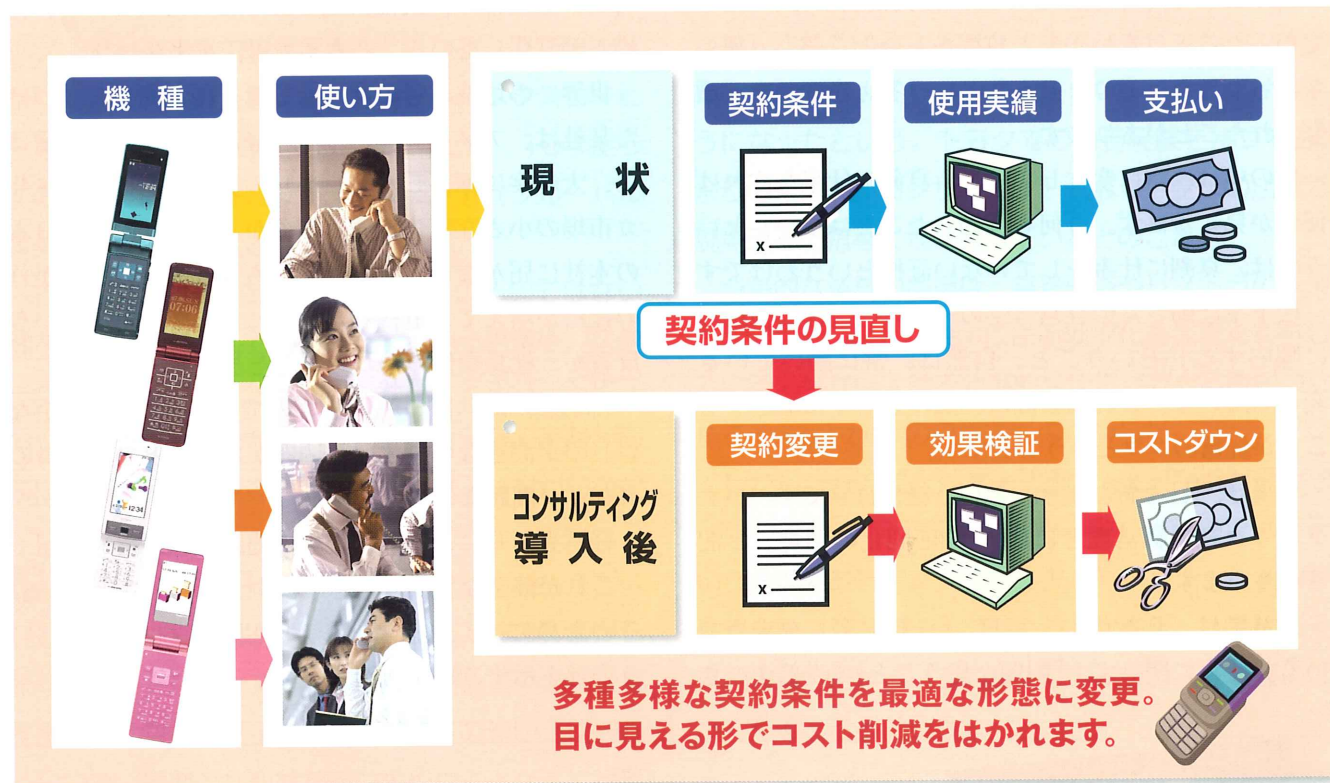 機 種
使い方
現 状
契約条件
使用実績
支払い
x
契約条件の見直し
コンサルティング
導 入 後
契約変更
効果検証
コストダウン
x
07:06
12:34
多種多様な契約条件を最適な形態に変更。
目に見える形でコスト削減をはかれます。